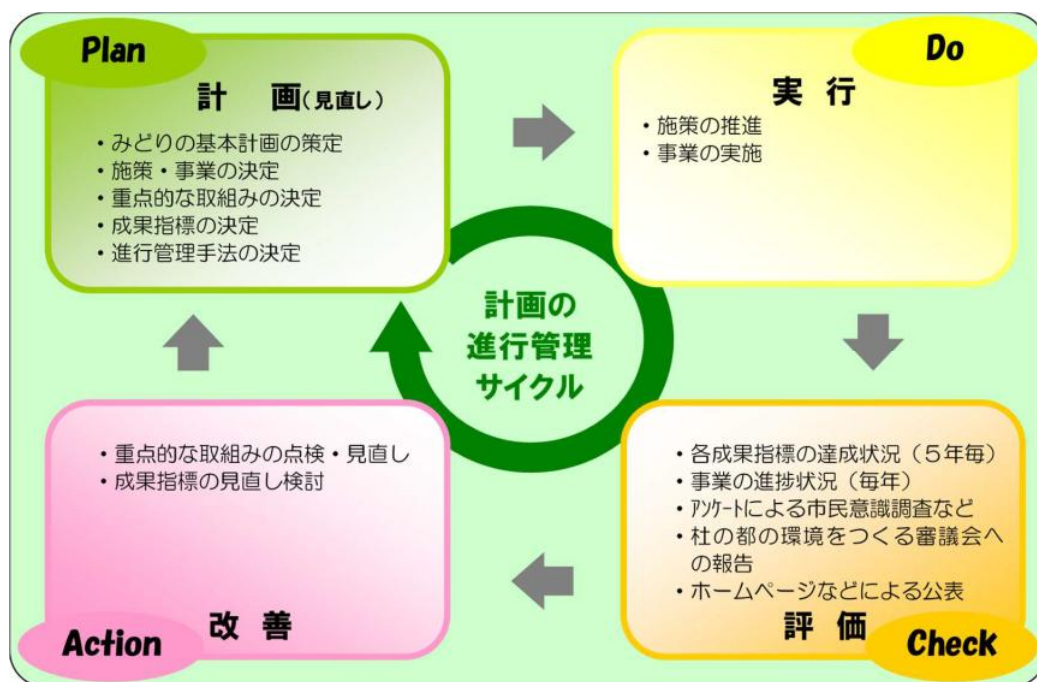 Plan
計 画(見直し)
・みどりの基本計画の策定
・施策・事業の決定
・重点的な取組みの決定
・成果指標の決定
・進行管理手法の決定
Do
実 行
・施策の推進
・事業の実施
計画の
進行管理
サイクル
・重点的な取組みの点検・見直し
・成果指標の見直し検討
改 善
Action
・各成果指標の達成状況(5年毎)
・事業の進捗状況(毎年)
・アンケートによる市民意識調査など
・杜の都の環境をつくる審議会へ
の報告
・ホームページなどによる公表
評 価
Check